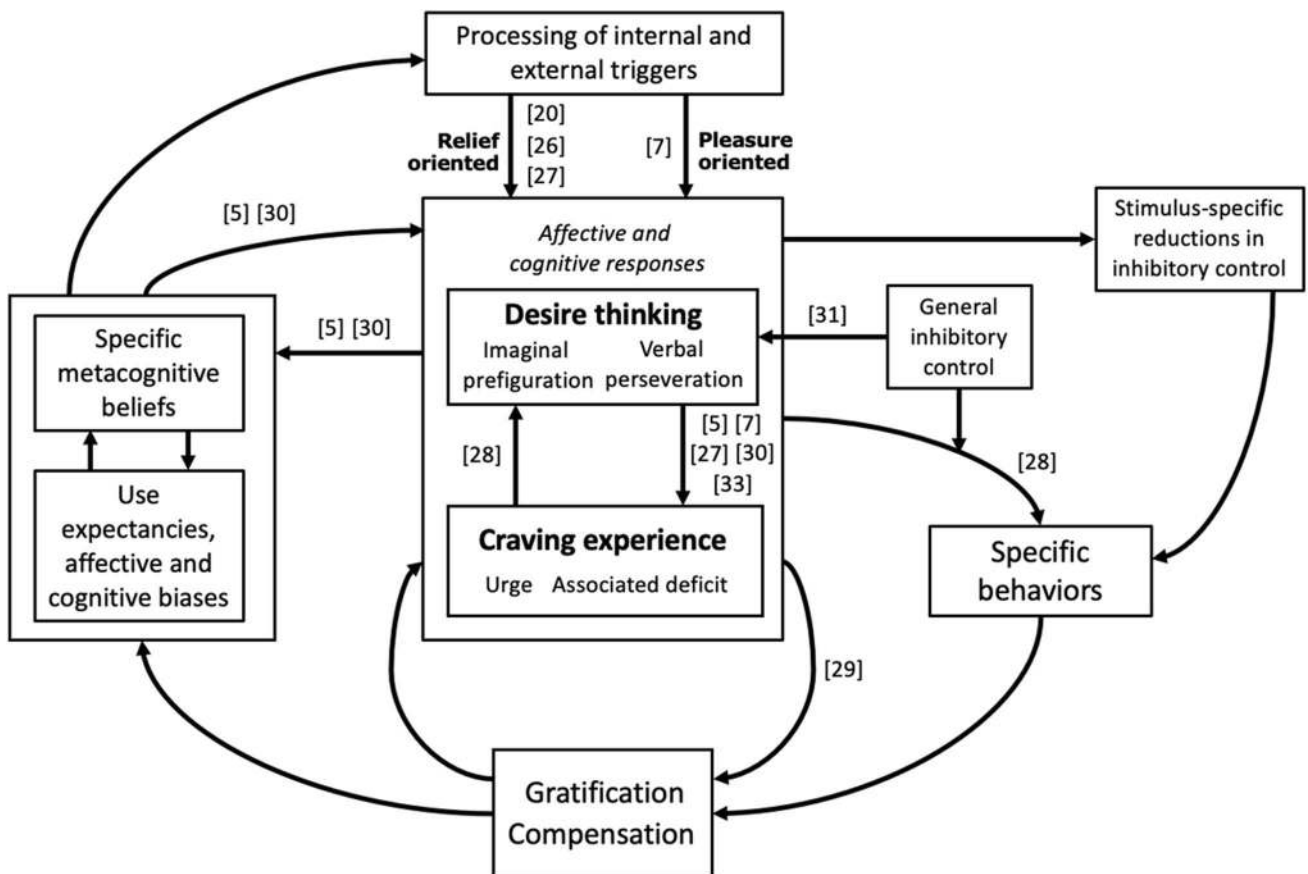 Processing of internal and
external triggers
Relief
oriented
[20]
[26]
[27]
[7]
Pleasure
oriented
[5] [30]
Affective and
cognitive responses
Stimulus-specific
reductions in
inhibitory control
Desire thinking
Imaginal
prefiguration
Verbal
perseveration
[31]
General
inhibitory
control
[5] [30]
Specific
metacognitive
beliefs
[28]
[5] [7]
[27] [30]
[33]
[28]
Use
expectancies,
affective and
cognitive biases
Craving experience
Urge Associated deficit
Specific
behaviors
[29]
Gratification
Compensation